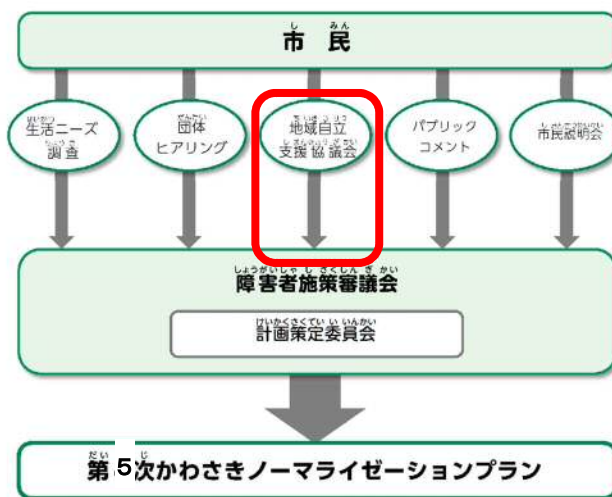 市 民
生活ニーズ
調査
団体
ヒアリング
地域自立
支援協議会
パブリック
コメント
市民説明会
障害者施策審議会
計画策定委員会
第5次かわさきノーマライゼーションプラン